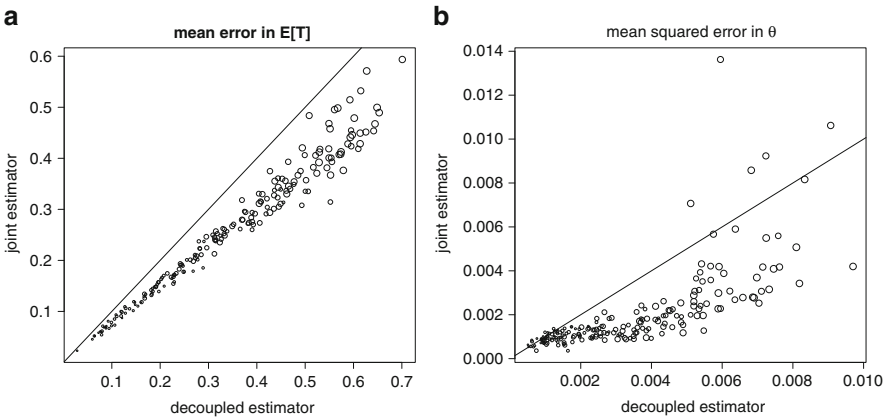 a
mean error in E[T]
joint estimator
0.6
0.5
0.4
0.3
0.2
0.1
0.1 0.2 0.3 0.4 0.5 0.6 0.7
decoupled estimator
b
mean squared error in θ
joint estimator
0.014
0.012
0.010
0.008
0.006
0.004
0.002
0.000
0.002 0.004 0.006 0.008 0.010
decoupled estimator